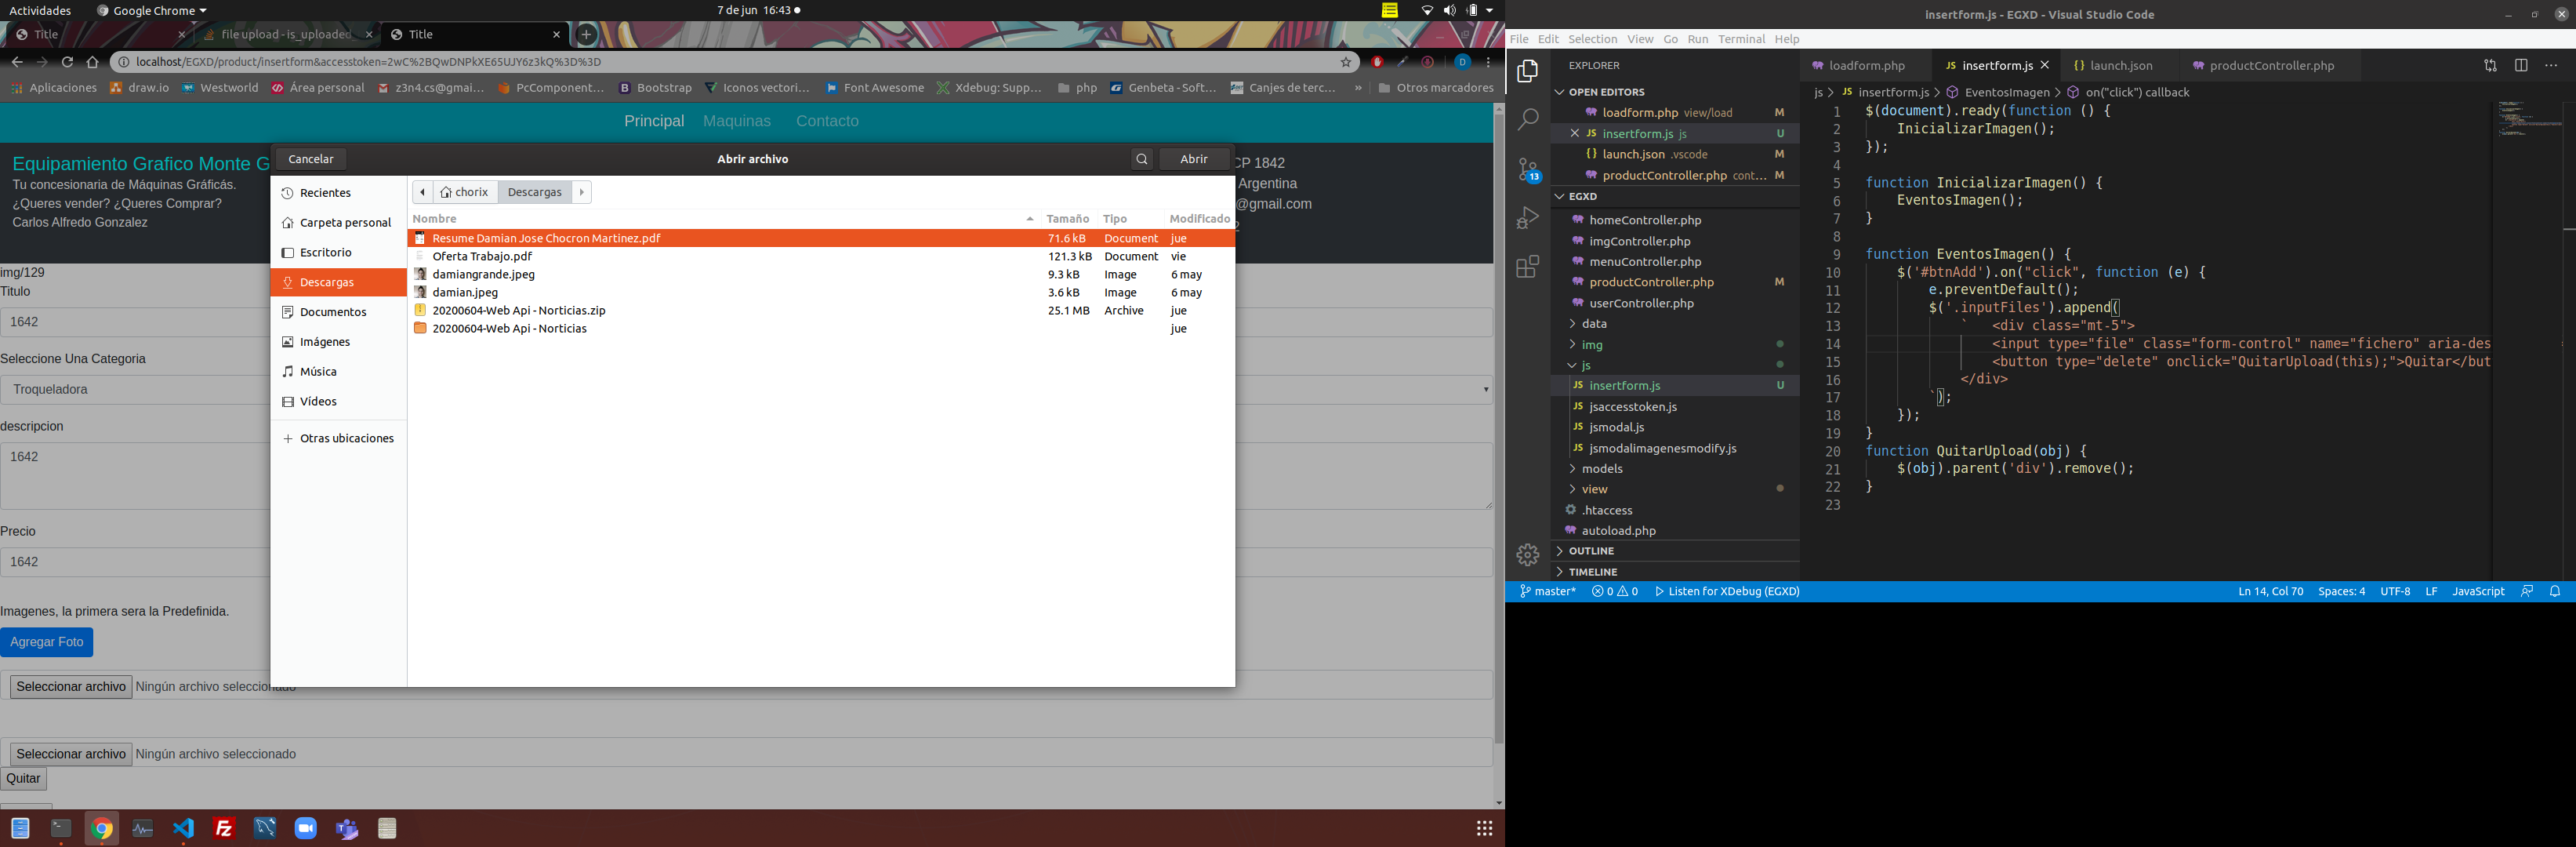 Actividades
Google Chrome
7 de jun 16:43
Title
file upload - is_uploaded
Title
localhost/EGXD/product/insertform&accesstoken=2wC%2BQwDNPkXE65UJY6z3kQ%3D%3D
D
Aplicaciones
draw.io
Westworld
Área personal
z3n4.cs@gmai...
PcComponent...
Bootstrap
Iconos vectori...
Font Awesome
Xdebug: Supp...
php
Genbeta - Soft...
Canjes de terc...
»
Otros marcadores
Principal
Maquinas
Contacto
Equipamiento Grafico Monte G
Tu concesionaria de Máquinas Gráficás.
¿Queres vender? ¿Queres Comprar?
Carlos Alfredo Gonzalez
CP 1842
Argentina
@gmail.com
2
img/129
Titulo
1642
Seleccione Una Categoria
Troqueladora
descripcion
1642
Precio
1642
Imagenes, la primera sera la Predefinida.
Agregar Foto
Seleccionar archivo
Ningún archivo seleccionado
Seleccionar archivo
Ningún archivo seleccionado
Quitar
Cancelar
Abrir archivo
Abrir
Recientes
Carpeta personal
Escritorio
Descargas
Documentos
Imágenes
Música
Vídeos
Otras ubicaciones
chorix
Descargas
Nombre Tamaño Tipo Modificado
Resume Damian Jose Chocron Martinez.pdf 71.6 kB Document jue
Oferta Trabajo.pdf 121.3 kB Document vie
damiangrande.jpeg 9.3 kB Image 6 may
damian.jpeg 3.6 kB Image 6 may
20200604-Web Api - Norticias.zip 25.1 MB Archive jue
20200604-Web Api - Norticias jue
insertform.js - EGXD - Visual Studio Code
File Edit Selection View Go Run Terminal Help
EXPLORER
OPEN EDITORS
loadform.php view/load M
insertform.js js U
launch.json .vscode M
productController.php cont... M
13
EGXD
homeController.php
imgController.php
menuController.php
productController.php M
userController.php
data
img
js
insertform.js U
jsaccesstoken.js
jsmodal.js
jsmodalimagenesmodify.js
models
view
.htaccess
autoload.php
OUTLINE
TIMELINE
loadform.php
insertform.js
launch.json
productController.php
js > JS insertform.js > EventosImagen > on("click") callback
1 $(document).ready(function () {
2 InicializarImagen();
3 });
4
5 function InicializarImagen() {
6 EventosImagen();
7 }
8
9 function EventosImagen() {
10 $('#btnAdd').on("click", function (e) {
11 e.preventDefault();
12 $('.inputFiles').append(
13 ` <div class="mt-5">
14 <input type="file" class="form-control" name="fichero" aria-des
15 <button type="delete" onclick="QuitarUpload(this);">Quitar</but
16 </div>
17 `);
18 });
19 }
20 function QuitarUpload(obj) {
21 $(obj).parent('div').remove();
22 }
23
master*
0
0
Listen for XDebug (EGXD)
Ln 14, Col 70
Spaces: 4
UTF-8
LF
JavaScript